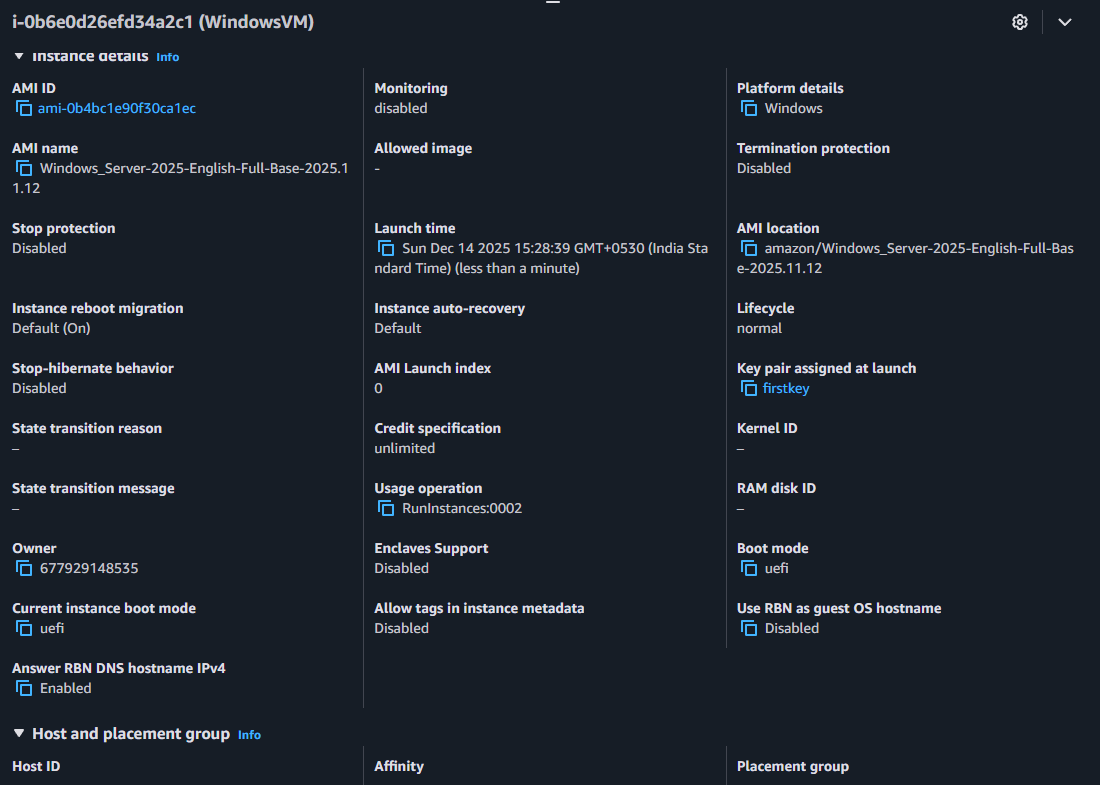 i-0b6e0d26efd34a2c1 (WindowsVM)
Instance details Info
AMI ID
ami-0b4bc1e90f30ca1ec
Monitoring
disabled
Platform details
Windows
AMI name
Windows_Server-2025-English-Full-Base-2025.1
1.12
Allowed image
-
Termination protection
Disabled
Stop protection
Disabled
Launch time
Sun Dec 14 2025 15:28:39 GMT+0530 (India Sta
ndard Time) (less than a minute)
AMI location
amazon/Windows_Server-2025-English-Full-Bas
e-2025.11.12
Instance reboot migration
Default (On)
Instance auto-recovery
Default
Lifecycle
normal
Stop-hibernate behavior
Disabled
AMI Launch index
0
Key pair assigned at launch
firstkey
State transition reason
–
Credit specification
unlimited
Kernel ID
–
State transition message
–
Usage operation
RunInstances:0002
RAM disk ID
–
Owner
677929148535
Enclaves Support
Disabled
Boot mode
uefi
Current instance boot mode
uefi
Allow tags in instance metadata
Disabled
Use RBN as guest OS hostname
Disabled
Answer RBN DNS hostname IPv4
Enabled
Host and placement group Info
Host ID
Affinity
Placement group